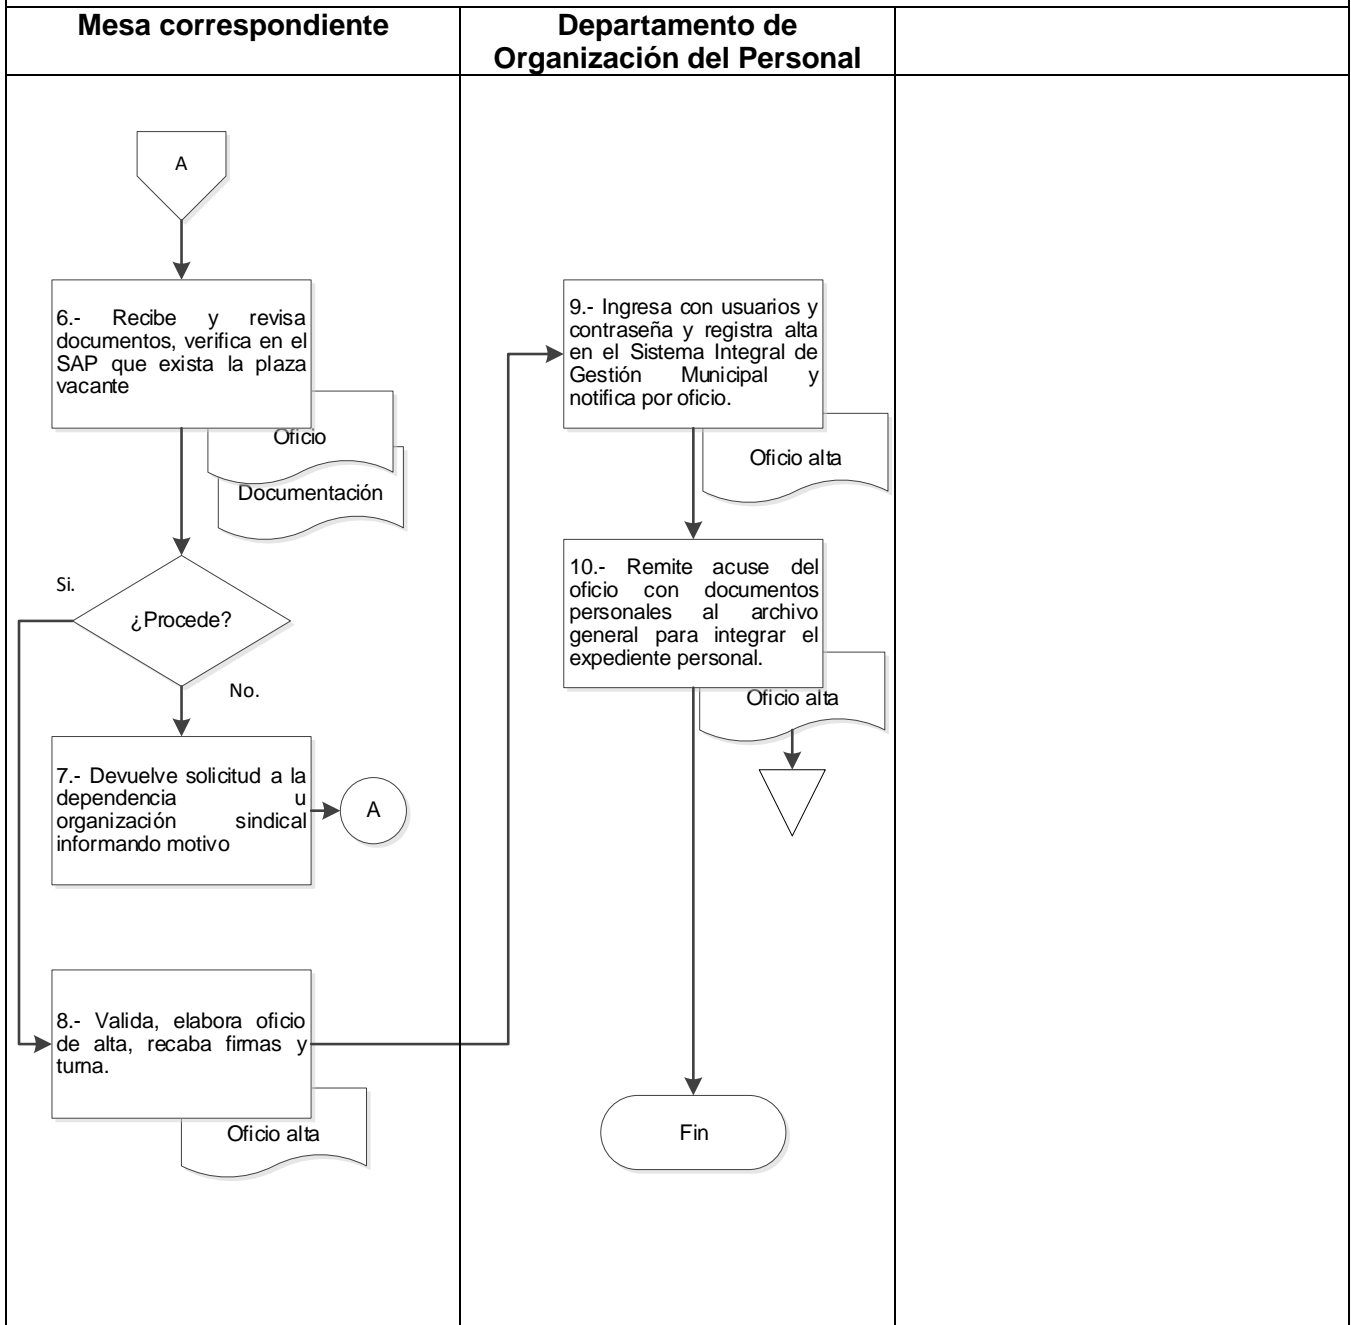 Mesa correspondiente
Departamento de
Organización del Personal
A
6.- Recibe y revisa
documentos, verifica en el
SAP que exista la plaza
vacante
Oficio
Documentación
Si.
¿Procede?
No.
7.- Devuelve solicitud a la
dependencia u
organización sindical
informando motivo
A
8.- Valida, elabora oficio
de alta, recaba firmas y
turna.
Oficio alta
9.- Ingresa con usuarios y
contraseña y registra alta
en el Sistema Integral de
Gestión Municipal y
notifica por oficio.
Oficio alta
10.- Remite acuse del
oficio con documentos
personales al archivo
general para integrar el
expediente personal.
Oficio alta
Fin